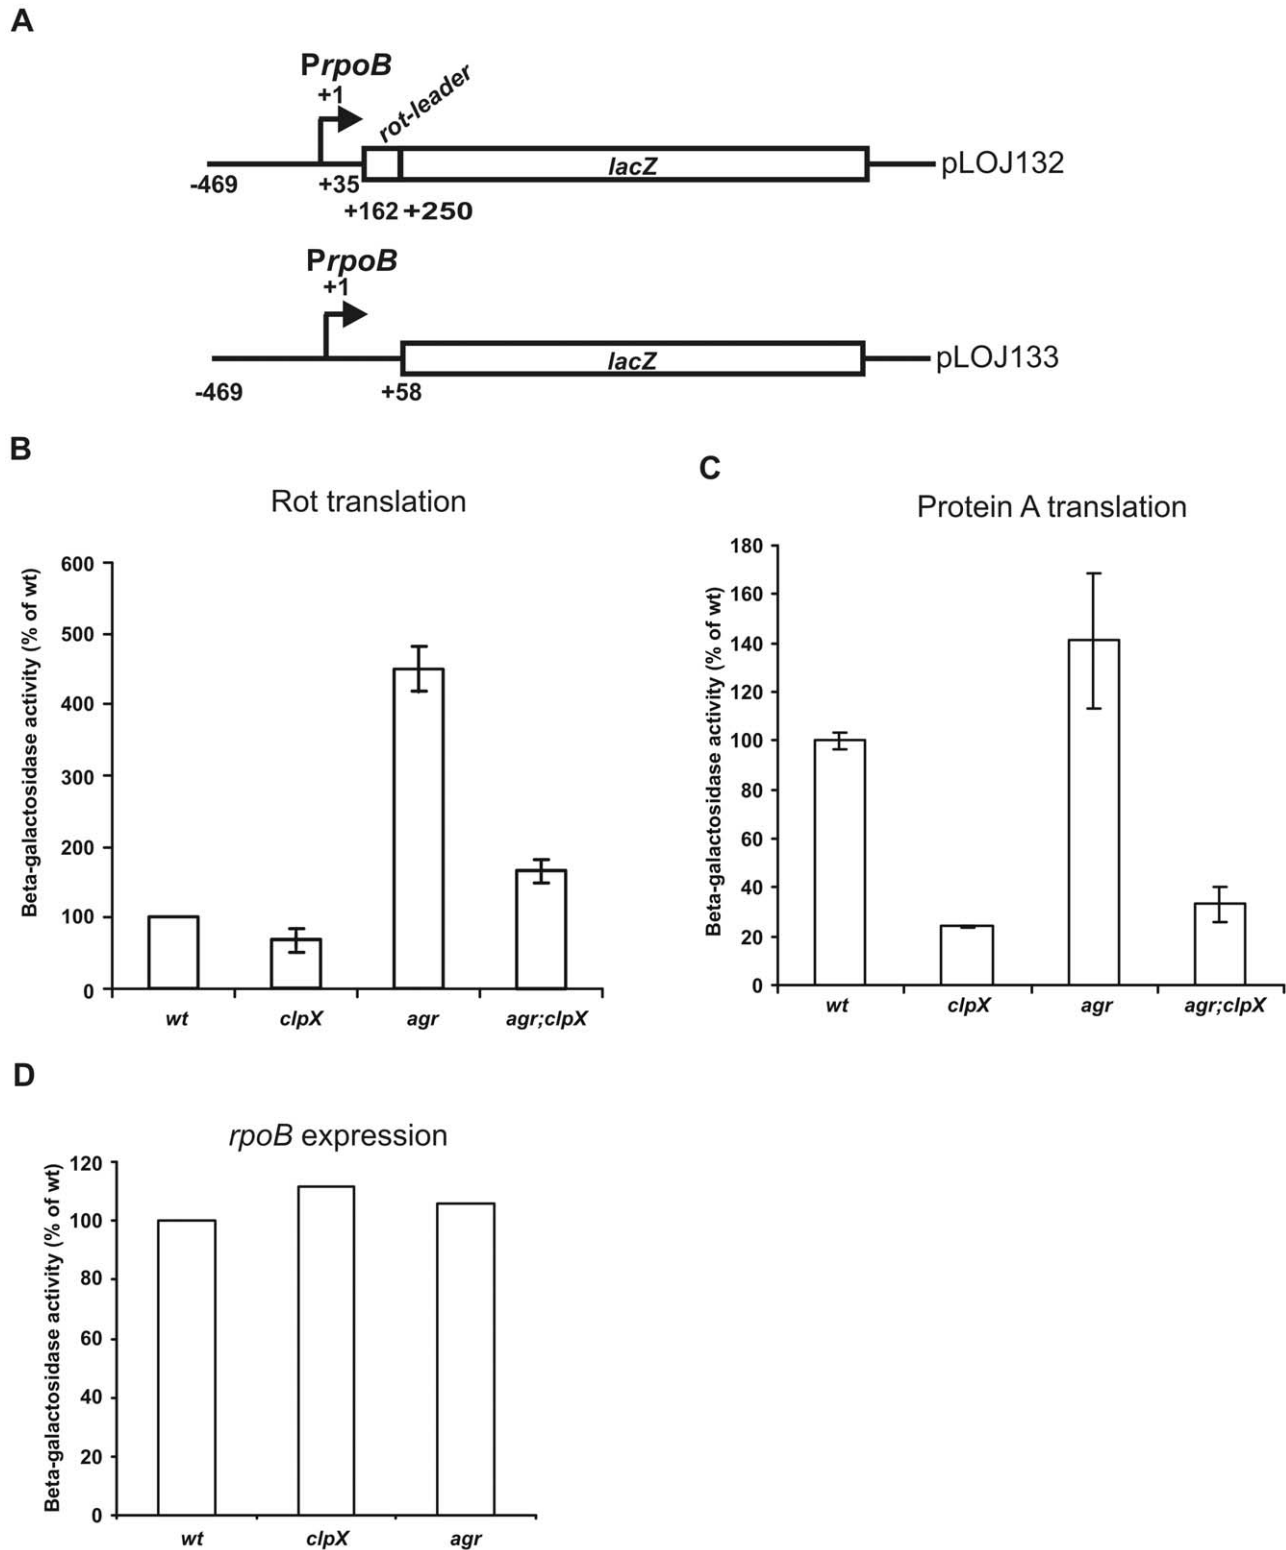 A
PrpoB
+1
rot-leader
lacZ
pLOJ132
-469
+35
+162 +250
PrpoB
+1
lacZ
pLOJ133
-469
+58
B
Rot translation
Beta-galactosidase activity (% of wt)
600
500
400
300
200
100
0
wt clpX agr agr;clpX
C
Protein A translation
Beta-galactosidase activity (% of wt)
180
160
140
120
100
80
60
40
20
0
wt clpX agr agr;clpX
D
rpoB expression
Beta-galactosidase activity (% of wt)
120
100
80
60
40
20
0
wt clpX agr